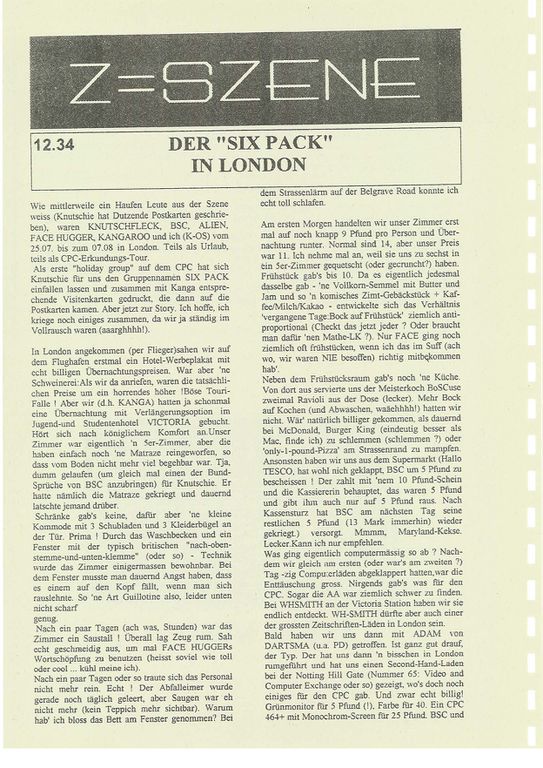 Z=SZENE
12.34
DER "SIX PACK"
IN LONDON
Wie mittlerweile ein Haufen Leute aus der Szene
weiss (Knutschie hat Dutzende Postkarten geschrie-
ben), waren KNUTSCHFLECK, BSC, ALIEN,
FACE HUGGER, KANGAROO und ich (K-OS) vom
25.07. bis zum 07.08 in London. Teils als Urlaub,
teils als CPC-Erkundungs-Tour.
Als erste "holiday group" auf dem CPC hat sich
Knutschie für uns den Gruppennamen SIX PACK
einfallen lassen und zusammen mit Kanga entspre-
chende Visitenkarten gedruckt, die dann auf die
Postkarten kamen. Aber jetzt zur Story. Ich hoffe, ich
kriege noch einiges zusammen, da wir ja ständig im
Vollrausch waren (aaarghhhh!).
In London angekommen (per Flieger)sahen wir auf
dem Flughafen erstmal ein Hotel-Werbeplakat mit
echt billigen Übernachtungspreisen. War aber 'ne
Schweinerei:Als wir da anriefen, waren die tatsächli-
chen Preise um ein horrendes höher !Böse Touri-
Falle ! Aber wir (d.h. KANGA) hatten ja schonmal
eine Übernachtung mit Verlängerungsoption im
Jugend-und Studentenhotel VICTORIA gebucht.
Hört sich nach königlichem Komfort an.Unser
Zimmer war eigentlich 'n 5er-Zimmer, aber die
haben einfach noch 'ne Matraze reingeworfen, so
dass vom Boden nicht mehr viel begehbar war. Tja,
dumm gelaufen (um gleich mal einen der Bund-
Sprüche von BSC anzubringen) für Knutschie. Er
hatte nämlich die Matraze gekriegt und dauernd
latschte jemand drüber.
Schränke gab's keine, dafür aber 'ne kleine
Kommode mit 3 Schubladen und 3 Kleiderbügel an
der Tür. Prima ! Durch das Waschbecken und ein
Fenster mit der typisch britischen "nach-oben-
stemme-und-unten-klemme" (oder so) - Technik
wurde das Zimmer einigermassen bewohnbar. Bei
dem Fenster musste man dauernd Angst haben, dass
es einem auf den Kopf fällt, wenn man sich
rauslehnte. So 'ne Art Guillotine also, leider unten
nicht scharf
genug.
Nach ein paar Tagen (ach was, Stunden) war das
Zimmer ein Saustall ! Überall lag Zeug rum. Sah
echt geschmeidig aus, um mal FACE HUGGERs
Wortschöpfung zu benutzen (heisst soviel wie toll
oder cool ... kühl meine ich).
Nach ein paar Tagen oder so traute sich das Personal
nicht mehr rein. Echt ! Der Abfalleimer wurde
gerade noch täglich geleert, aber Saugen war eh
nicht mehr (kein Teppich mehr sichtbar). Warum
hab' ich bloss das Bett am Fenster genommen? Bei
dem Strassenlärm auf der Belgrave Road konnte ich
echt toll schlafen.
Am ersten Morgen handelten wir unser Zimmer erst
mal auf noch knapp 9 Pfund pro Person und Über-
nachtung runter. Normal sind 14, aber unser Preis
war 11. Ich nehme mal an, weil sie uns zu sechst in
ein 5er-Zimmer gequetscht (oder gecruncht?) haben.
Frühstück gab's bis 10. Da es eigentlich jedesmal
dasselbe gab - 'ne Vollkorn-Semmel mit Butter und
Jam und so 'n komisches Zimt-Gebäckstück + Kaf-
fee/Milch/Kakao - entwickelte sich das Verhältnis
'vergangene Tage:Bock auf Frühstück' ziemlich anti-
proportional (Checkt das jetzt jeder ? Oder braucht
man dafür 'nen Mathe-LK ?). Nur FACE ging noch
ziemlich oft frühstücken, wenn ich das im Suff (ach
wo, wir waren NIE besoffen) richtig mitbekommen
hab'.
Neben dem Frühstücksraum gab's noch 'ne Küche.
Von dort aus servierte uns der Meisterkoch BoSCuse
zweimal Ravioli aus der Dose (lecker). Mehr Bock
auf Kochen (und Abwaschen, waäehhhh!) hatten wir
nicht. Wär' natürlich billiger gekommen, als dauernd
bei McDonald, Burger King (eindeutig besser als
Mac, finde ich) zu schlemmen (schlemmen ?) oder
'only-1-pound-Pizza' am Strassenrand zu mampfen.
Ansonsten haben wir uns aus dem Supermarkt (Hallo
TESCO, hat wohl nich geklappt, BSC um 5 Pfund zu
bescheissen ! Der zahlt mit 'nem 10 Pfund-Schein
und die Kassiererin behauptet, das waren 5 Pfund
und gibt ihm auch nur auf 5 Pfund raus. Nach
Kassensturz hat BSC am nächsten Tag seine
restlichen 5 Pfund (13 Mark immerhin) wieder
gekriegt.) versorgt. Mmmm, Maryland-Kekse.
Lecker.Kann ich nur empfehlen.
Was ging eigentlich computermässig so ab ? Nach-
dem wir gleich am ersten (oder war's am zweiten ?)
Tag -zig Computerläden abgeklappert hatten,war die
Enttäuschung gross. Nirgends gab's was für den
CPC. Sogar die AA war ziemlich schwer zu finden.
Bei WHSMITH an der Victoria Station haben wir sie
endlich entdeckt. WH-SMITH dürfte aber auch einer
der grossten Zeitschriften-Läden in London sein.
Bald haben wir uns dann mit ADAM von
DARTSMA (u.a. PD) getroffen. Ist ganz gut drauf,
der Typ. Der hat uns dann 'n bisschen in London
rumgeführt und hat uns einen Second-Hand-Laden
bei der Notting Hill Gate (Nummer 65: Video and
Computer Exchange oder so) gezeigt, wo's doch noch
einiges für den CPC gab. Und zwar echt billig!
Grünmonitor für 5 Pfund (!), Farbe für 40. Ein CPC
464+ mit Monochrom-Screen für 25 Pfund. BSC und